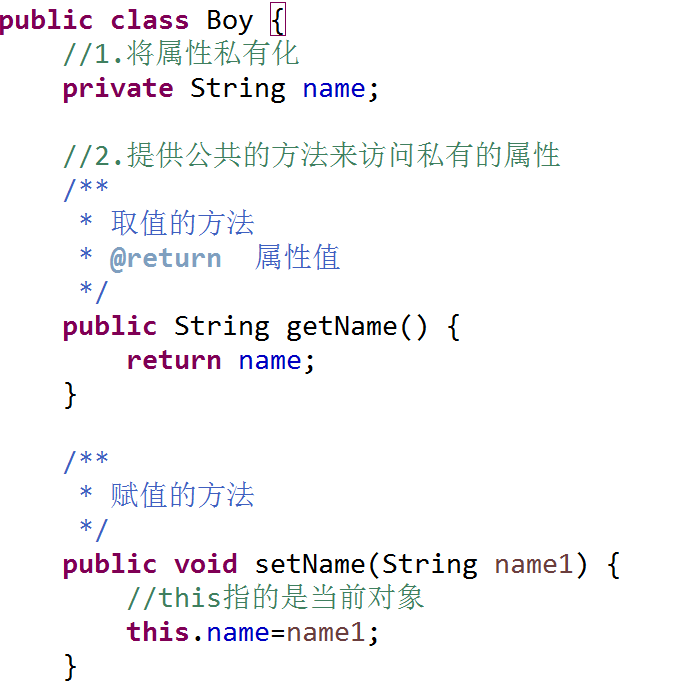 public class Boy {
//1.将属性私有化
private String name;
//2.提供公共的方法来访问私有的属性
/**
* 取值的方法
* @return 属性值
*/
public String getName() {
return name;
}
/**
* 赋值的方法
*/
public void setName(String name1) {
//this指的是当前对象
this.name=name1;
}